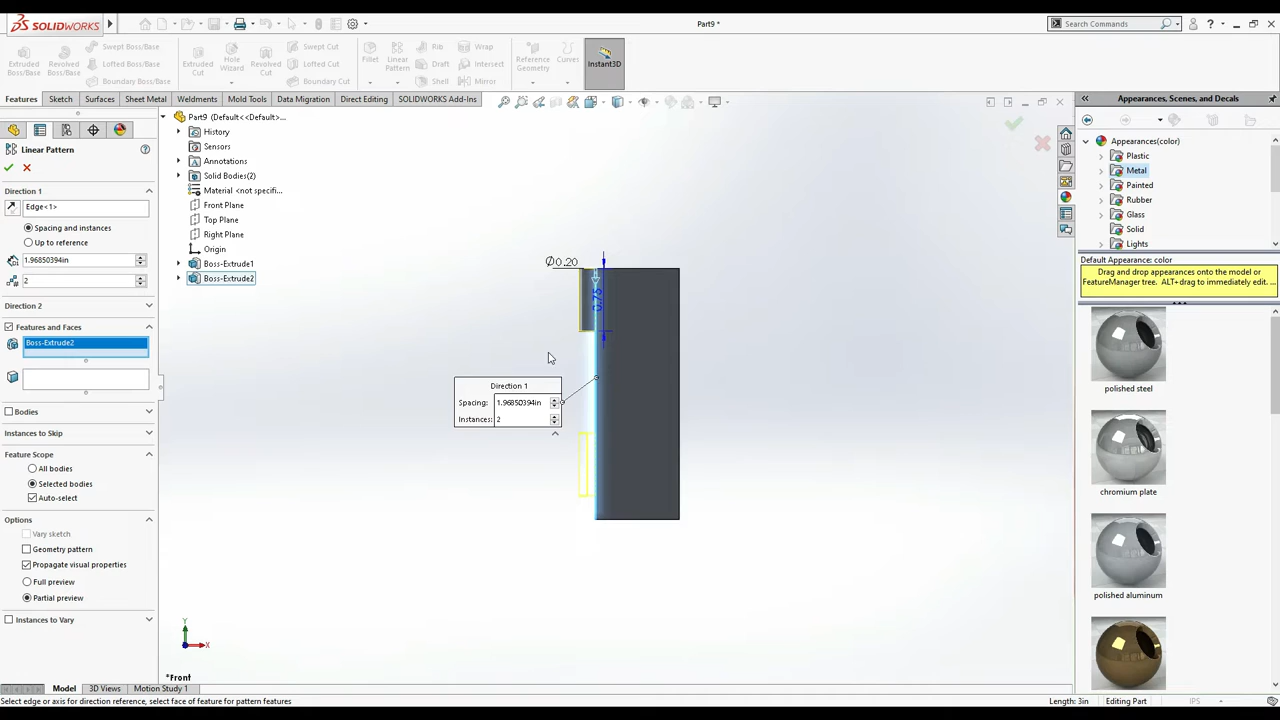 SOLIDWORKS
Part9 *
Search Commands
Extruded Boss/Base
Revolved Boss/Base
Swept Boss/Base
Lofted Boss/Base
Boundary Boss/Base
Extruded Cut
Hole Wizard
Revolved Cut
Swept Cut
Lofted Cut
Boundary Cut
Fillet
Linear Pattern
Rib
Draft
Shell
Wrap
Intersect
Mirror
Reference Geometry
Curves
Instant3D
Features
Sketch
Surfaces
Sheet Metal
Weldments
Mold Tools
Data Migration
Direct Editing
SOLIDWORKS Add-Ins
Linear Pattern
Direction 1
Edge<1>
Spacing and instances
Up to reference
1.96850394in
2
Direction 2
Features and Faces
Boss-Extrude2
Bodies
Instances to Skip
Feature Scope
All bodies
Selected bodies
Auto-select
Options
Vary sketch
Geometry pattern
Propagate visual properties
Full preview
Partial preview
Instances to Vary
Part9 (Default<<Default>...
History
Sensors
Annotations
Solid Bodies(2)
Material <not specifi...
Front Plane
Top Plane
Right Plane
Origin
Boss-Extrude1
Boss-Extrude2
Ø0.20
0.75
Direction 1
Spacing: 1.96850394in
Instances: 2
Y
X
*Front
Appearances, Scenes, and Decals
Appearances(color)
Plastic
Metal
Painted
Rubber
Glass
Solid
Lights
Default Appearance: color
Drag and drop appearances onto the model or
FeatureManager tree. ALT+drag to immediately edit. ...
polished steel
chromium plate
polished aluminum
Model
3D Views
Motion Study 1
Select edge or axis for direction reference, select face of feature for pattern features
Length: 3in
Editing Part
IPS